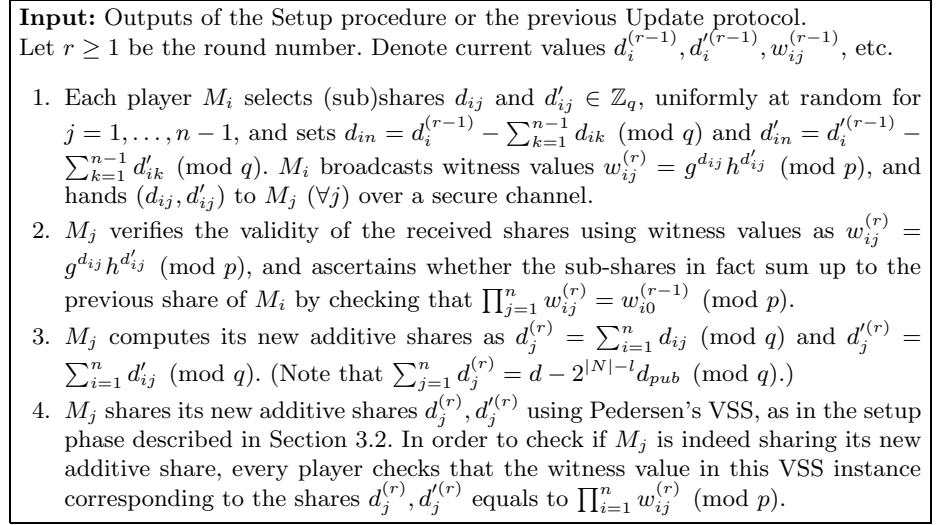 Input: Outputs of the Setup procedure or the previous Update protocol.
Let r ≥ 1 be the round number. Denote current values d_i^{(r−1)}, d'_i^{(r−1)}, w_{ij}^{(r−1)}, etc.
1. Each player M_i selects (sub)shares d_{ij} and d'_{ij} ∈ ℤ_q, uniformly at random for
j = 1, . . . , n − 1, and sets d_{in} = d_i^{(r−1)} − ∑_{k=1}^{n−1} d_{ik} (mod q) and d'_{in} = d'_i^{(r−1)} −
∑_{k=1}^{n−1} d'_{ik} (mod q). M_i broadcasts witness values w_{ij}^{(r)} = g^{d_{ij}} h^{d'_{ij}} (mod p), and
hands (d_{ij}, d'_{ij}) to M_j (∀j) over a secure channel.
2. M_j verifies the validity of the received shares using witness values as w_{ij}^{(r)} =
g^{d_{ij}} h^{d'_{ij}} (mod p), and ascertains whether the sub-shares in fact sum up to the
previous share of M_i by checking that ∏_{j=1}^{n} w_{ij}^{(r)} = w_{i0}^{(r−1)} (mod p).
3. M_j computes its new additive shares as d_j^{(r)} = ∑_{i=1}^{n} d_{ij} (mod q) and d'_j^{(r)} =
∑_{i=1}^{n} d'_{ij} (mod q). (Note that ∑_{j=1}^{n} d_j^{(r)} = d − 2^{|N|−l} d_{pub} (mod q).)
4. M_j shares its new additive shares d_j^{(r)}, d'_j^{(r)} using Pedersen's VSS, as in the setup
phase described in Section 3.2. In order to check if M_j is indeed sharing its new
additive share, every player checks that the witness value in this VSS instance
corresponding to the shares d_j^{(r)}, d'_j^{(r)} equals to ∏_{i=1}^{n} w_{ij}^{(r)} (mod p).